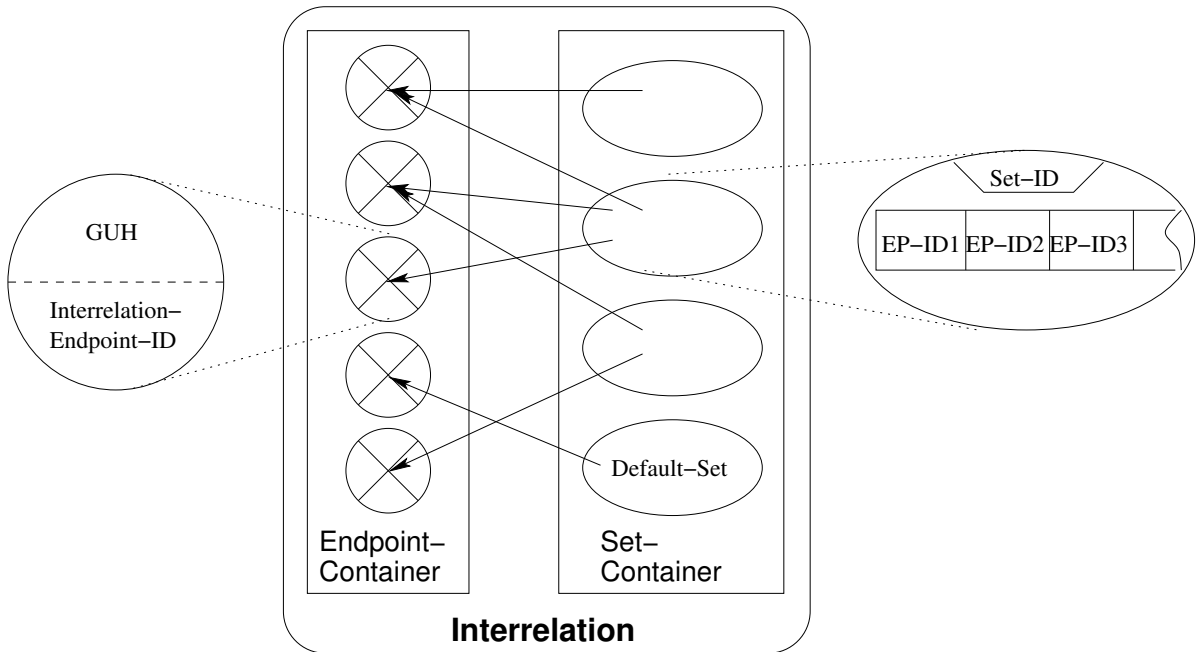 GUH
Interrelation−
Endpoint−ID
Default−Set
Endpoint−
Container
Set−
Container
Interrelation
Set−ID
EP−ID1 EP−ID2 EP−ID3